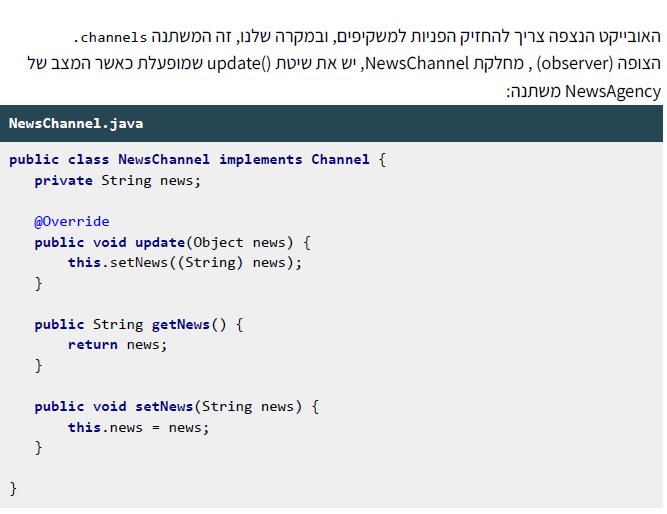 האובייקט הנצפה צריך להחזיק הפניות למשקיפים, ובמקרה שלנו, זה המשתנה channels.
הצופה (observer) , מחלקת NewsChannel, יש את שיטת update() שמופעלת כאשר המצב של
NewsAgency משתנה:
NewsChannel.java
public class NewsChannel implements Channel {
private String news;
@Override
public void update(Object news) {
this.setNews((String) news);
}
public String getNews() {
return news;
}
public void setNews(String news) {
this.news = news;
}
}